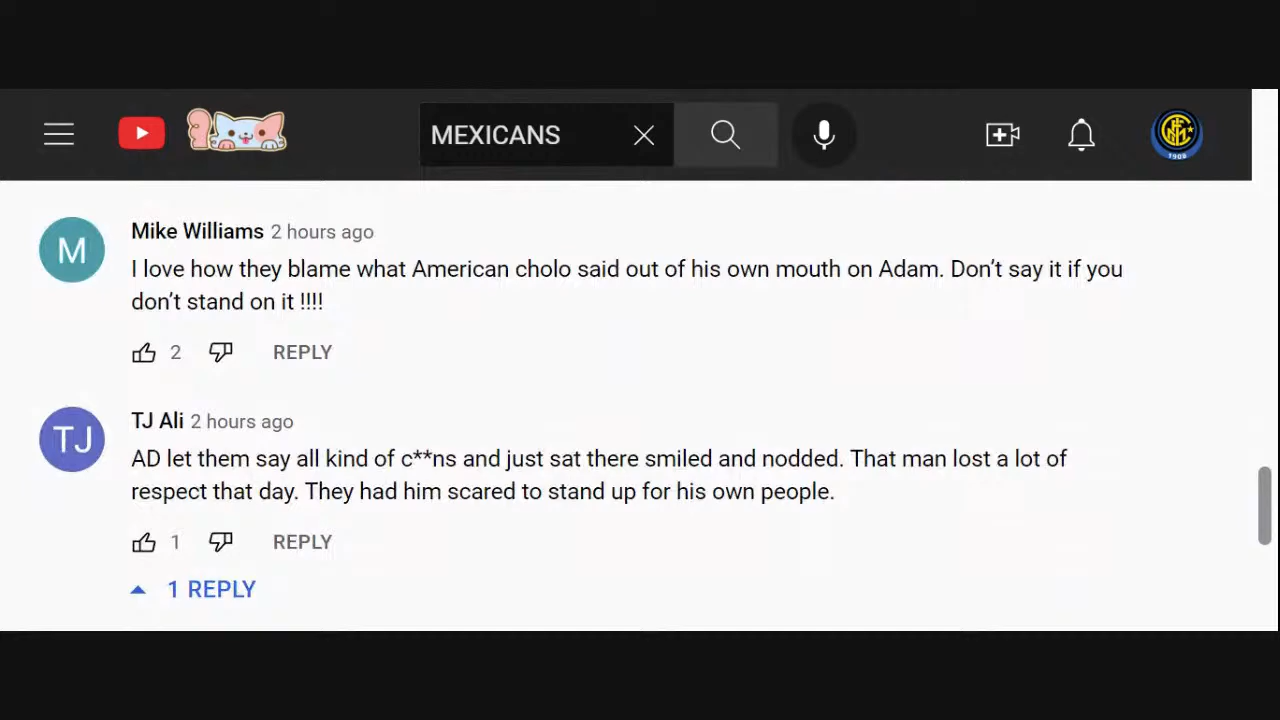 MEXICANS
Mike Williams 2 hours ago
I love how they blame what American cholo said out of his own mouth on Adam. Don’t say it if you
don’t stand on it !!!!
2 REPLY
TJ Ali 2 hours ago
AD let them say all kind of c**ns and just sat there smiled and nodded. That man lost a lot of
respect that day. They had him scared to stand up for his own people.
1 REPLY
1 REPLY
M
TJ
1908